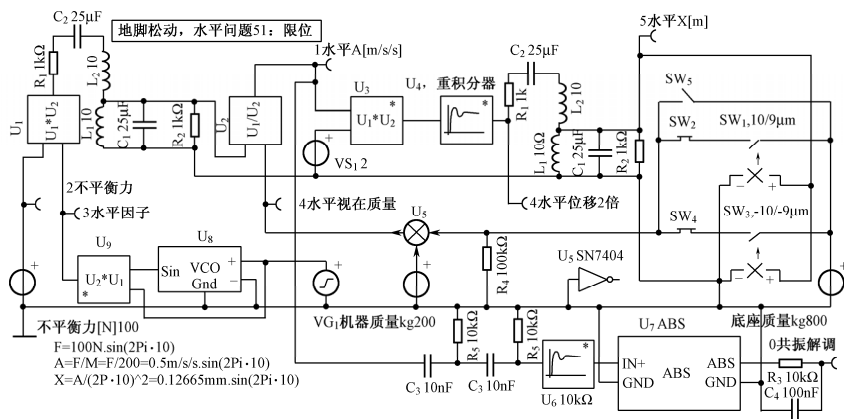 C₂ 25μF
地脚松动，水平问题51：限位
5水平X[m]
1水平A[m/s/s]
C₂ 25μF
R₁ 1kΩ
L₂ 10
U₃
U₄，重积分器
R₁ 1k
L₂ 10
SW₅
U₁
U₁*U₂
L₁ 10
C₁ 25μF
R₂ 1kΩ
U₂
U₁/U₂
*
U₁*U₂
*
L₁ 10Ω
C₁ 25μF
R₂ 1kΩ
SW₂
SW₁,10/9μm
VS₁ 2
+
2不平衡力
3水平因子
4水平视在质量
4水平位移2倍
− +
U₉
U₈
U₅
SW₄
SW₃,-10/-9μm
U₂*U₁
*
Sin
VCO
Gnd
+
−
+
+
R₄ 100kΩ
U₅ SN7404
− +
+
+
不平衡力[N]100
VG₁机器质量kg200
底座质量kg800
F=100N.sin(2Pi·10)
A=F/M=F/200=0.5m/s/s.sin(2Pi·10)
X=A/(2P·10)^2=0.12665mm.sin(2Pi·10)
R₅ 10kΩ
R₅ 10kΩ
U₇ ABS
0共振解调
C₃ 10nF
C₃ 10nF
*
U₆ 10kΩ
IN+
GND
ABS
ABS
GND
R₃ 10kΩ
C₄ 100nF